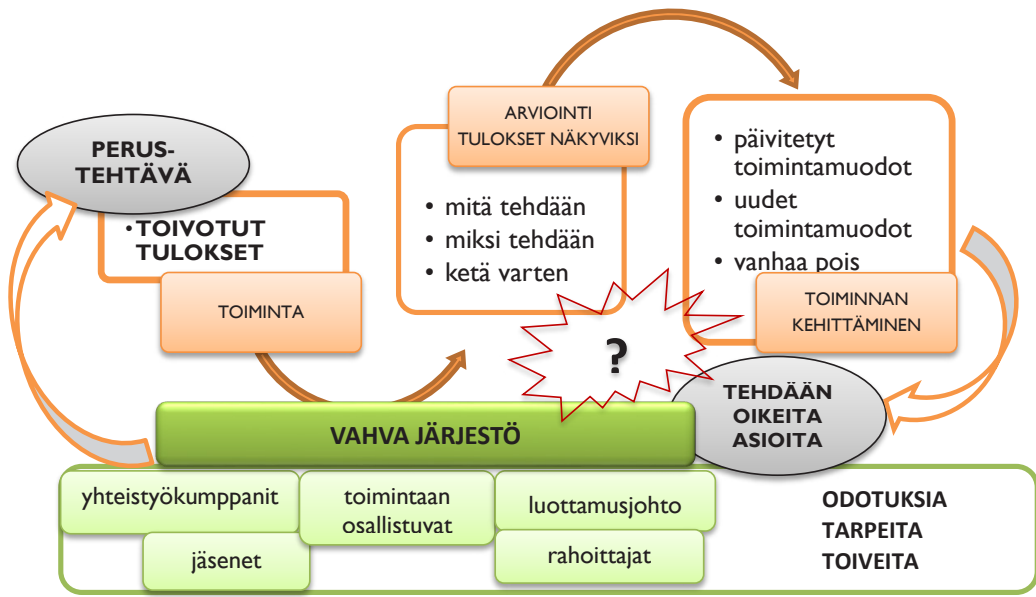 PERUS-
TEHTÄVÄ
•TOIVOTUT
TULOKSET
TOIMINTA
ARVIOINTI
TULOKSET NÄKYVIKSI
• mitä tehdään
• miksi tehdään
• ketä varten
• päivitetyt
toimintamuodot
• uudet
toimintamuodot
• vanhaa pois
TOIMINNAN
KEHITTÄMINEN
?
TEHDÄÄN
OIKEITA
ASIOITA
VAHVA JÄRJESTÖ
yhteistyökumppanit
toimintaan
osallistuvat
luottamusjohto
jäsenet
rahoittajat
ODOTUKSIA
TARPEITA
TOIVEITA